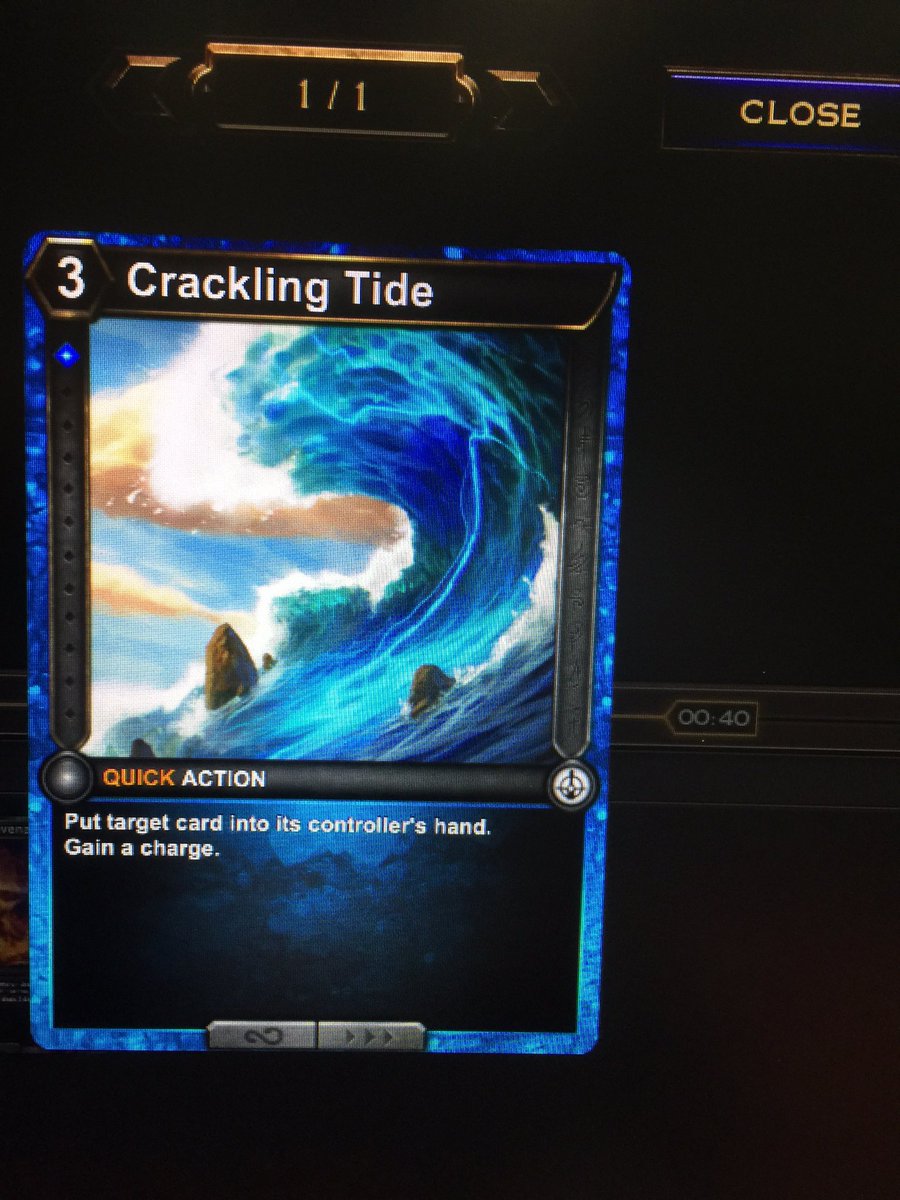 1 / 1
CLOSE
3 Crackling Tide
00:40
QUICK ACTION
Put target card into its controller's hand.
Gain a charge.